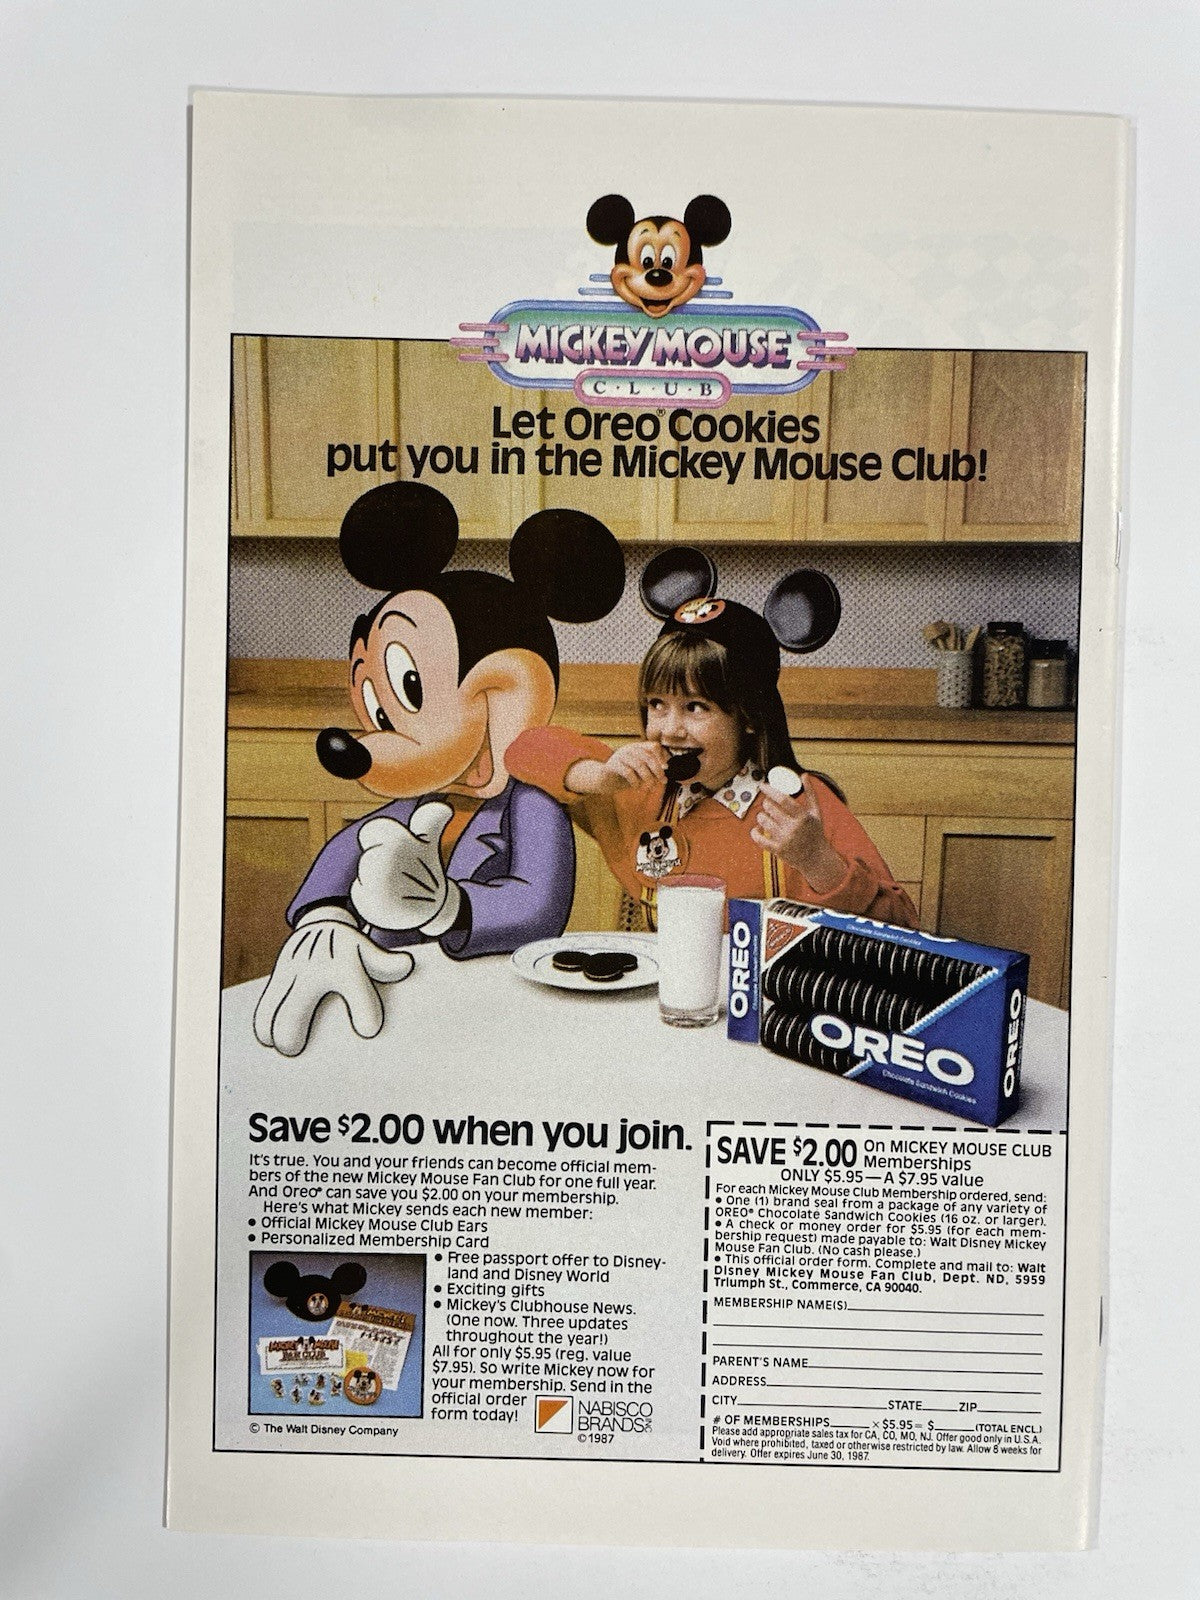 MICKEY MOUSE
C·L·U·B
Let Oreo® Cookies
put you in the Mickey Mouse Club!
OREO
OREO
Chocolate Sandwich Cookies
OREO
Chocolate Sandwich Cookies
OREO
Save $2.00 when you join.
It's true. You and your friends can become official mem-
bers of the new Mickey Mouse Fan Club for one full year.
And Oreo® can save you $2.00 on your membership.
Here's what Mickey sends each new member:
• Official Mickey Mouse Club Ears
• Personalized Membership Card
• Free passport offer to Disney-
land and Disney World
• Exciting gifts
• Mickey's Clubhouse News.
(One now. Three updates
throughout the year!)
All for only $5.95 (reg. value
$7.95). So write Mickey now for
your membership. Send in the
official order
form today!
MICKEY MOUSE
FAN CLUB
NABISCO
BRANDS INC
©1987
© The Walt Disney Company
SAVE $2.00 On MICKEY MOUSE CLUB
Memberships
ONLY $5.95—A $7.95 value
For each Mickey Mouse Club Membership ordered, send:
• One (1) brand seal from a package of any variety of
OREO® Chocolate Sandwich Cookies (16 oz. or larger).
• A check or money order for $5.95 (for each mem-
bership request) made payable to: Walt Disney Mickey
Mouse Fan Club. (No cash please.)
• This official order form. Complete and mail to: Walt
Disney Mickey Mouse Fan Club, Dept. ND, 5959
Triumph St., Commerce, CA 90040.
MEMBERSHIP NAME(S)
PARENT'S NAME
ADDRESS
CITY STATE ZIP
# OF MEMBERSHIPS × $5.95 = $ (TOTAL ENCL.)
Please add appropriate sales tax for CA, CO, MO, NJ. Offer good only in U.S.A.
Void where prohibited, taxed or otherwise restricted by law. Allow 8 weeks for
delivery. Offer expires June 30, 1987.